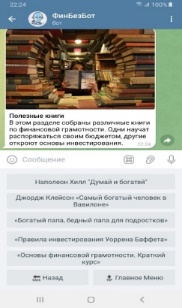 22:24
100%
ФинБезБот
бот
Полезные книги
В этом разделе собраны различные книги
по финансовой грамотности. Одни научат
распоряжаться своим бюджетом, другие
откроют основы инвестирования.
22:24
Сообщение
Наполеон Хилл "Думай и богатей"
Джордж Клейсон «Самый богатый человек в
Вавилоне»
«Богатый папа, бедный папа для подростков»
«Правила инвестирования Уоррена Баффета»
«Основы финансовой грамотности. Краткий
курс»
Назад
Главное Меню